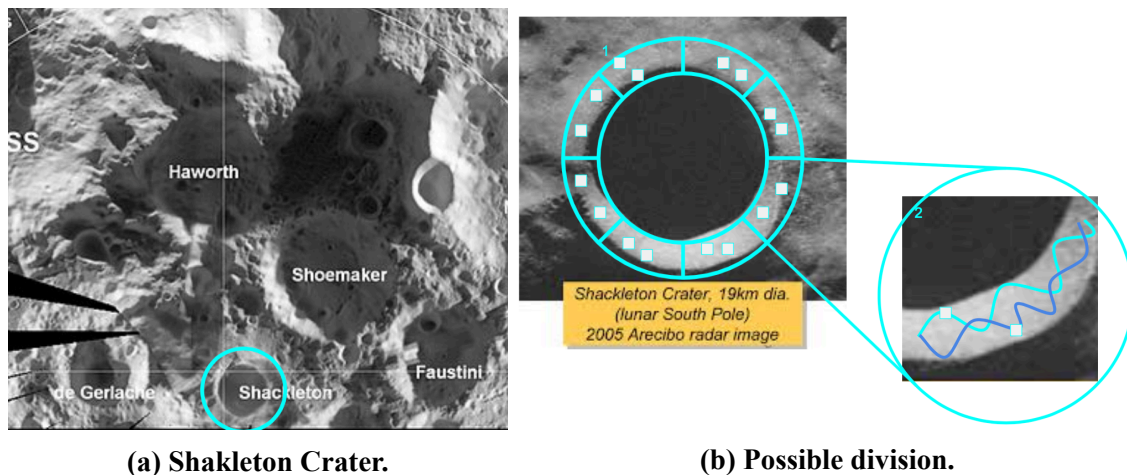 SS
Haworth
Shoemaker
de Gerlache
Shackleton
Faustini
(a) Shakleton Crater.
1
Shackleton Crater, 19km dia.
(lunar South Pole)
2005 Arecibo radar image
2
(b) Possible division.